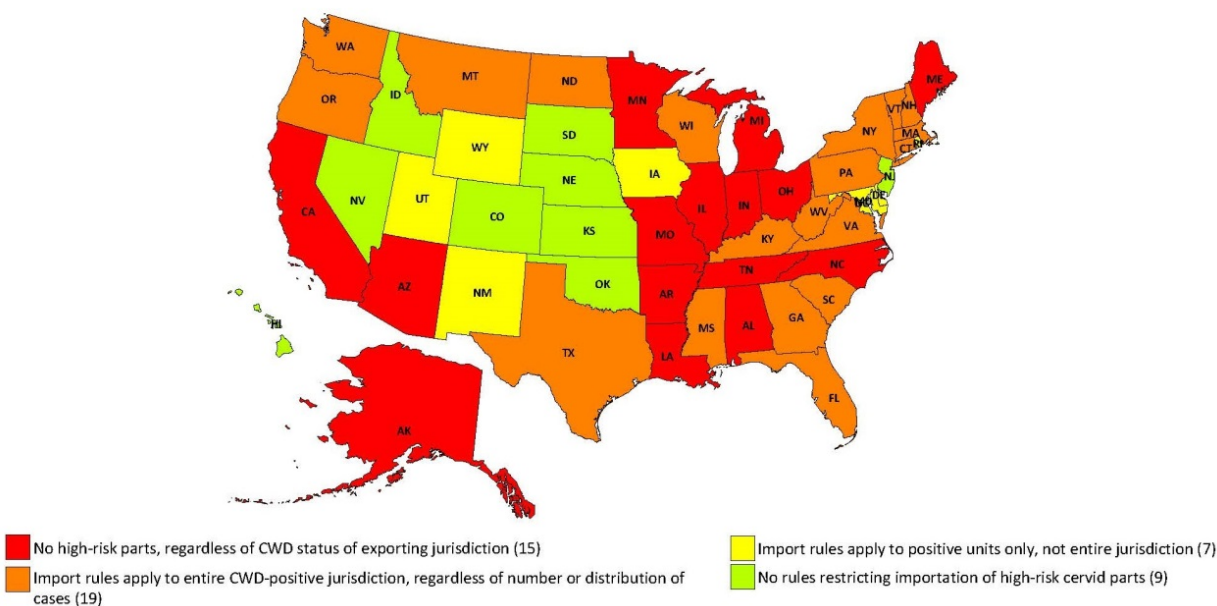 WA
MT
ND
MN
ME
OR
ID
SD
WI
MI
VT
NH
NY
MA
CT
RI
WY
NE
IA
PA
NJ
NV
UT
CO
IL
IN
OH
MD
DE
CA
KS
MO
KY
WV
VA
AZ
NM
OK
AR
TN
NC
SC
HI
TX
MS
AL
GA
LA
FL
AK
No high-risk parts, regardless of CWD status of exporting jurisdiction (15)
Import rules apply to entire CWD-positive jurisdiction, regardless of number or distribution of
cases (19)
Import rules apply to positive units only, not entire jurisdiction (7)
No rules restricting importation of high-risk cervid parts (9)